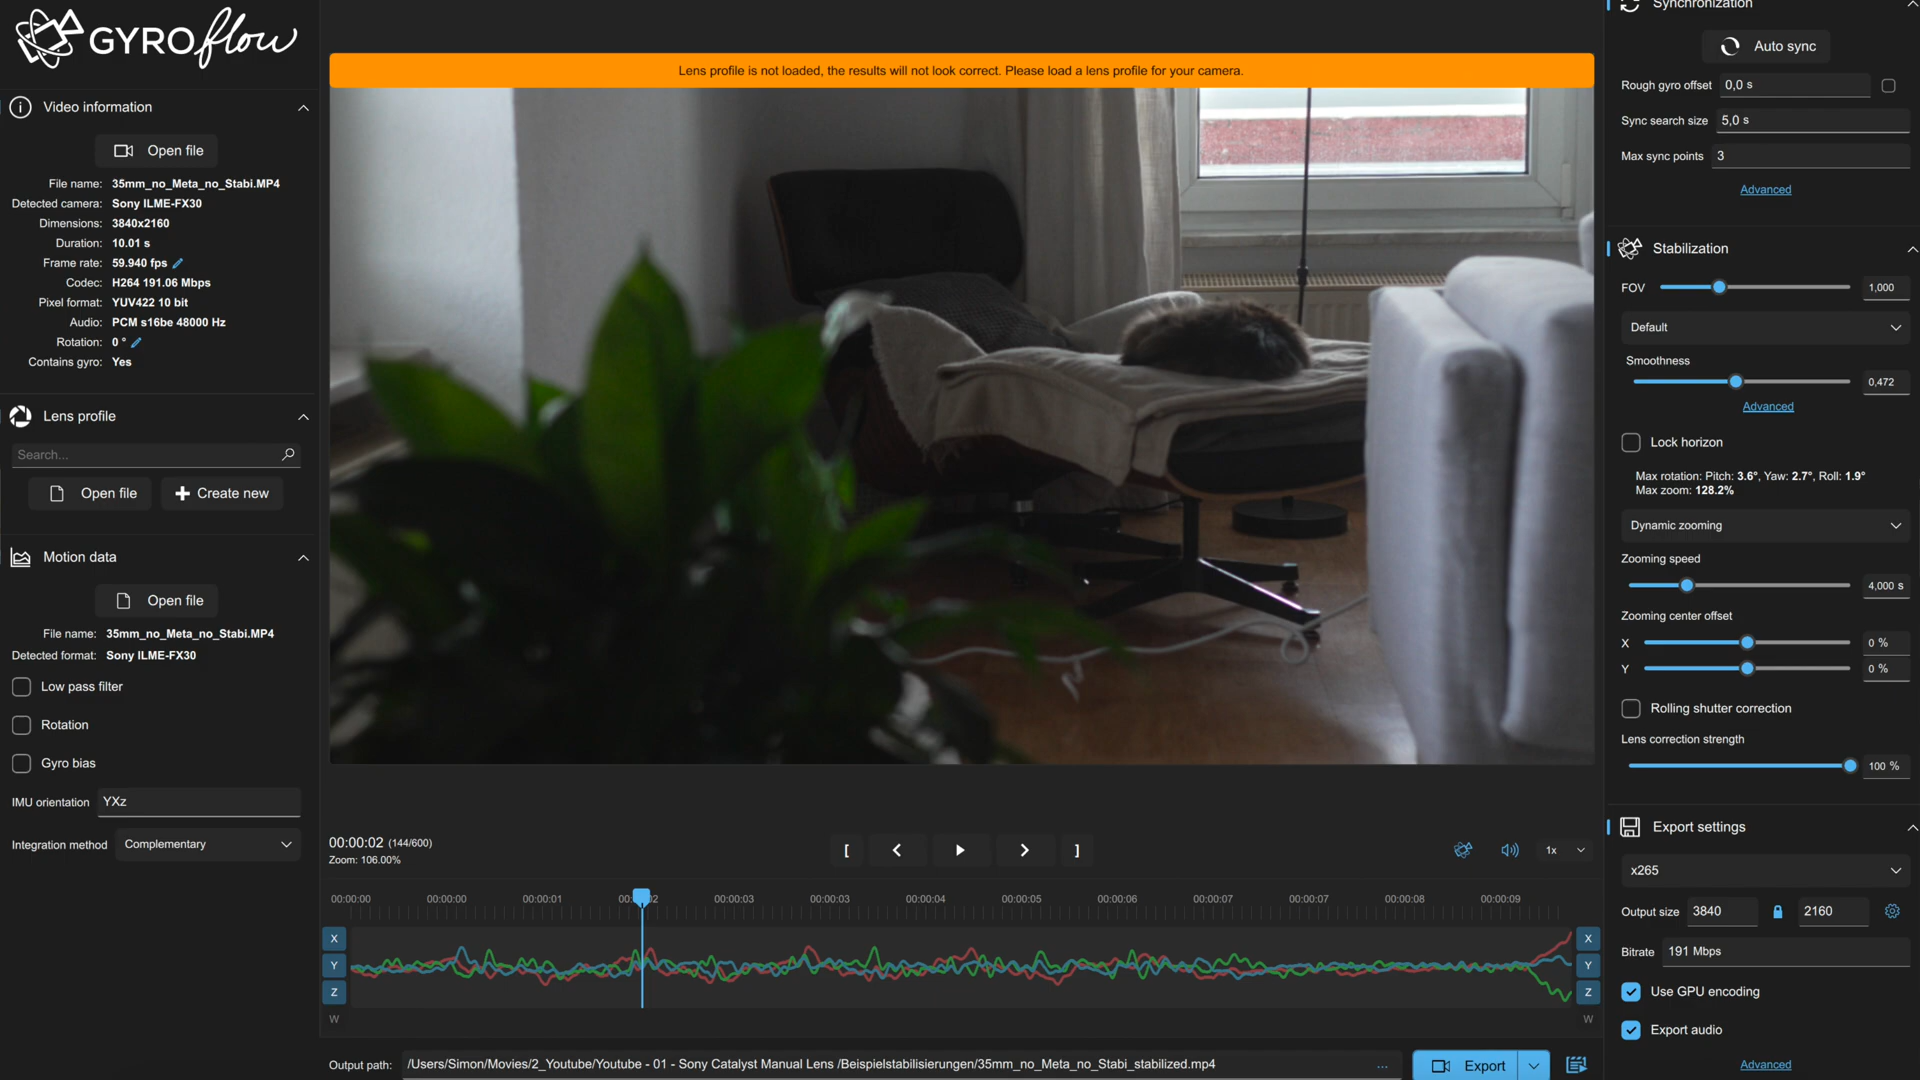 GYROflow
Video information
Open file
File name: 35mm_no_Meta_no_Stabi.MP4
Detected camera: Sony ILME-FX30
Dimensions: 3840x2160
Duration: 10.01 s
Frame rate: 59.940 fps
Codec: H264 191.06 Mbps
Pixel format: YUV422 10 bit
Audio: PCM s16be 48000 Hz
Rotation: 0 °
Contains gyro: Yes
Lens profile
Search...
Open file
Create new
Motion data
Open file
File name: 35mm_no_Meta_no_Stabi.MP4
Detected format: Sony ILME-FX30
Low pass filter
Rotation
Gyro bias
IMU orientation YXz
Integration method Complementary
Lens profile is not loaded, the results will not look correct. Please load a lens profile for your camera.
00:00:02 (144/600)
Zoom: 106.00%
[
]
1x
00:00:00 00:00:00 00:00:01 00:00:02 00:00:03 00:00:03 00:00:04 00:00:05 00:00:06 00:00:07 00:00:07 00:00:08 00:00:09
X X
Y Y
Z Z
W W
Output path: /Users/Simon/Movies/2_Youtube/Youtube - 01 - Sony Catalyst Manual Lens /Beispielstabilisierungen/35mm_no_Meta_no_Stabi_stabilized.mp4 ...
Export
Synchronization
Auto sync
Rough gyro offset 0,0 s
Sync search size 5,0 s
Max sync points 3
Advanced
Stabilization
FOV 1,000
Default
Smoothness
0,472
Advanced
Lock horizon
Max rotation: Pitch: 3.6°, Yaw: 2.7°, Roll: 1.9°
Max zoom: 128.2%
Dynamic zooming
Zooming speed
4,000 s
Zooming center offset
X 0 %
Y 0 %
Rolling shutter correction
Lens correction strength
100 %
Export settings
x265
Output size 3840 2160
Bitrate 191 Mbps
Use GPU encoding
Export audio
Advanced